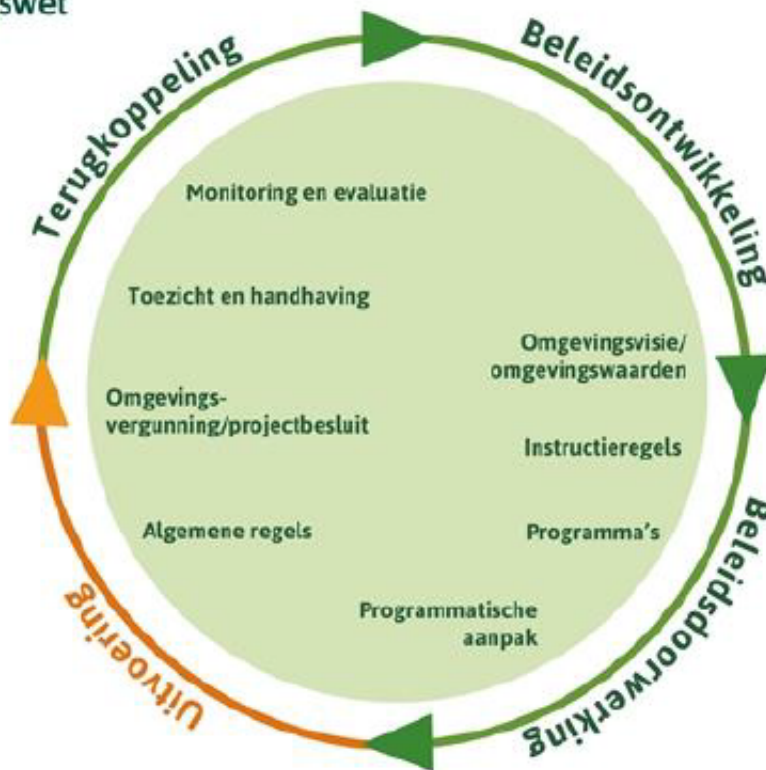 swet
Terugkoppeling
Beleidsontwikkeling
Monitoring en evaluatie
Toezicht en handhaving
Omgevingsvisie/
omgevingswaarden
Omgevings-
vergunning/projectbesluit
Instructieregels
Algemene regels
Programma's
Programmatische
aanpak
Beleidsdoorwerking
Uitvoering